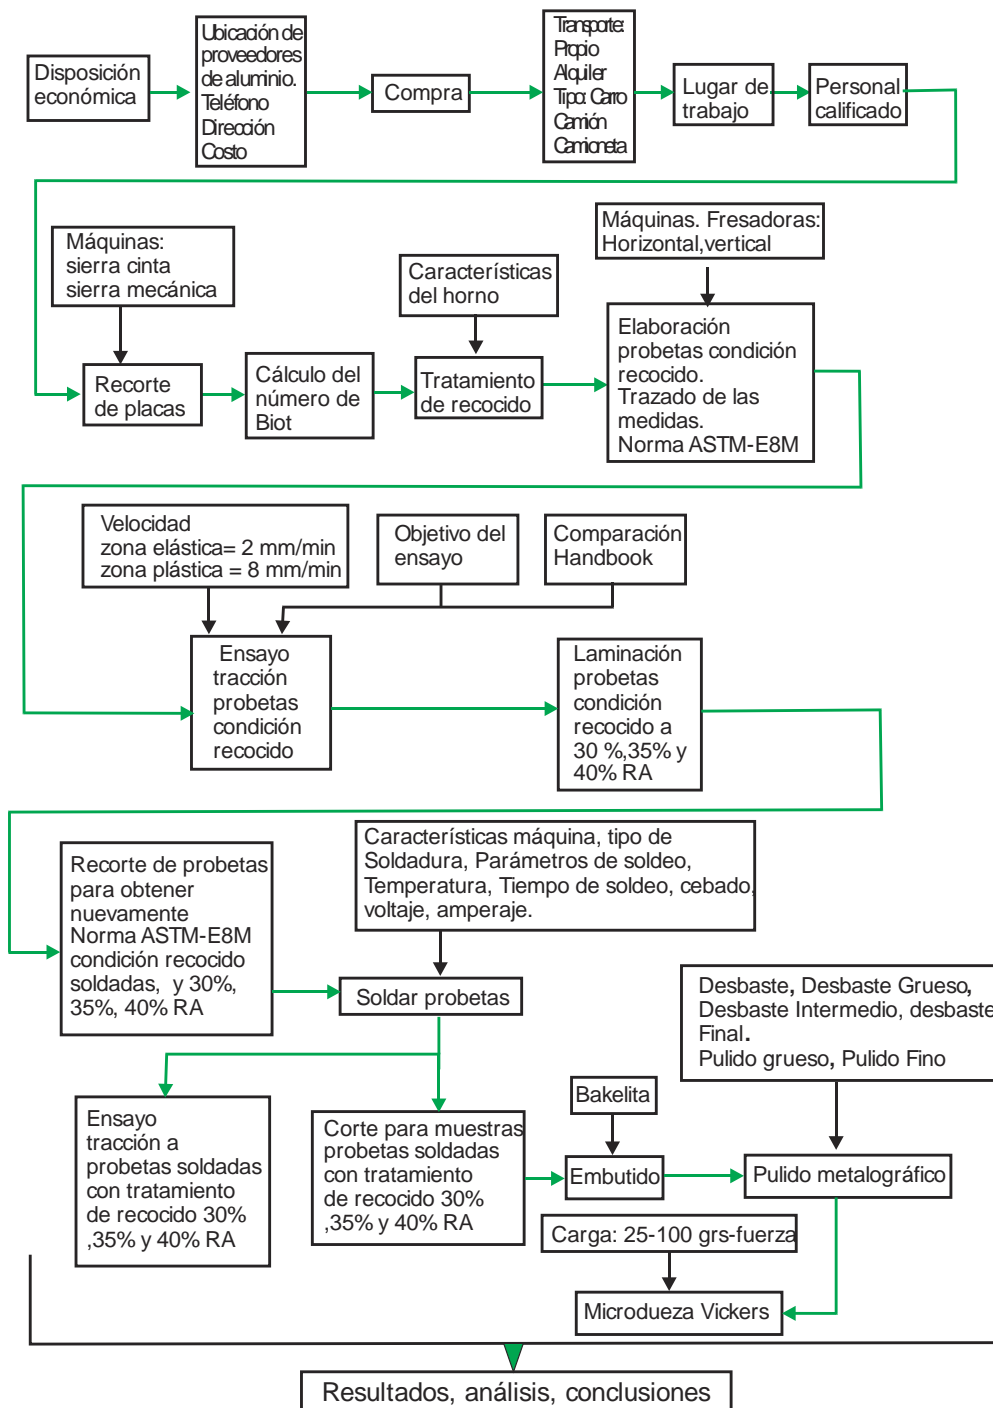 Disposición
económica
Ubicación de
proveedores
de aluminio.
Teléfono
Dirección
Costo
Compra
Transporte:
Propio
Alquiler
Tipo: Carro
Camión
Camioneta
Lugar de
trabajo
Personal
calificado
Máquinas:
sierra cinta
sierra mecánica
Recorte
de placas
Cálculo del
número de
Biot
Característícas
del horno
Tratamiento
de recocido
Máquinas. Fresadoras:
Horizontal,vertical
Elaboración
probetas condición
recocido.
Trazado de las
medidas.
Norma ASTM-E8M
Velocidad
zona elástica= 2 mm/min
zona plástica = 8 mm/min
Objetivo del
ensayo
Comparación
Handbook
Ensayo
tracción
probetas
condición
recocido
Laminación
probetas
condición
recocido a
30 %,35% y
40% RA
Recorte de probetas
para obtener
nuevamente
Norma ASTM-E8M
condición recocido
soldadas, y 30%,
35%, 40% RA
Características máquina, tipo de
Soldadura, Parámetros de soldeo,
Temperatura, Tiempo de soldeo, cebado,
voltaje, amperaje.
Soldar probetas
Desbaste, Desbaste Grueso,
Desbaste Intermedio, desbaste
Final.
Pulido grueso, Pulido Fino
Ensayo
tracción a
probetas soldadas
con tratamiento
de recocido 30%
,35% y 40% RA
Corte para muestras
probetas soldadas
con tratamiento
de recocido 30%
,35% y 40% RA
Bakelita
Embutido
Pulido metalográfico
Carga: 25-100 grs-fuerza
Microdueza Vickers
Resultados, análisis, conclusiones